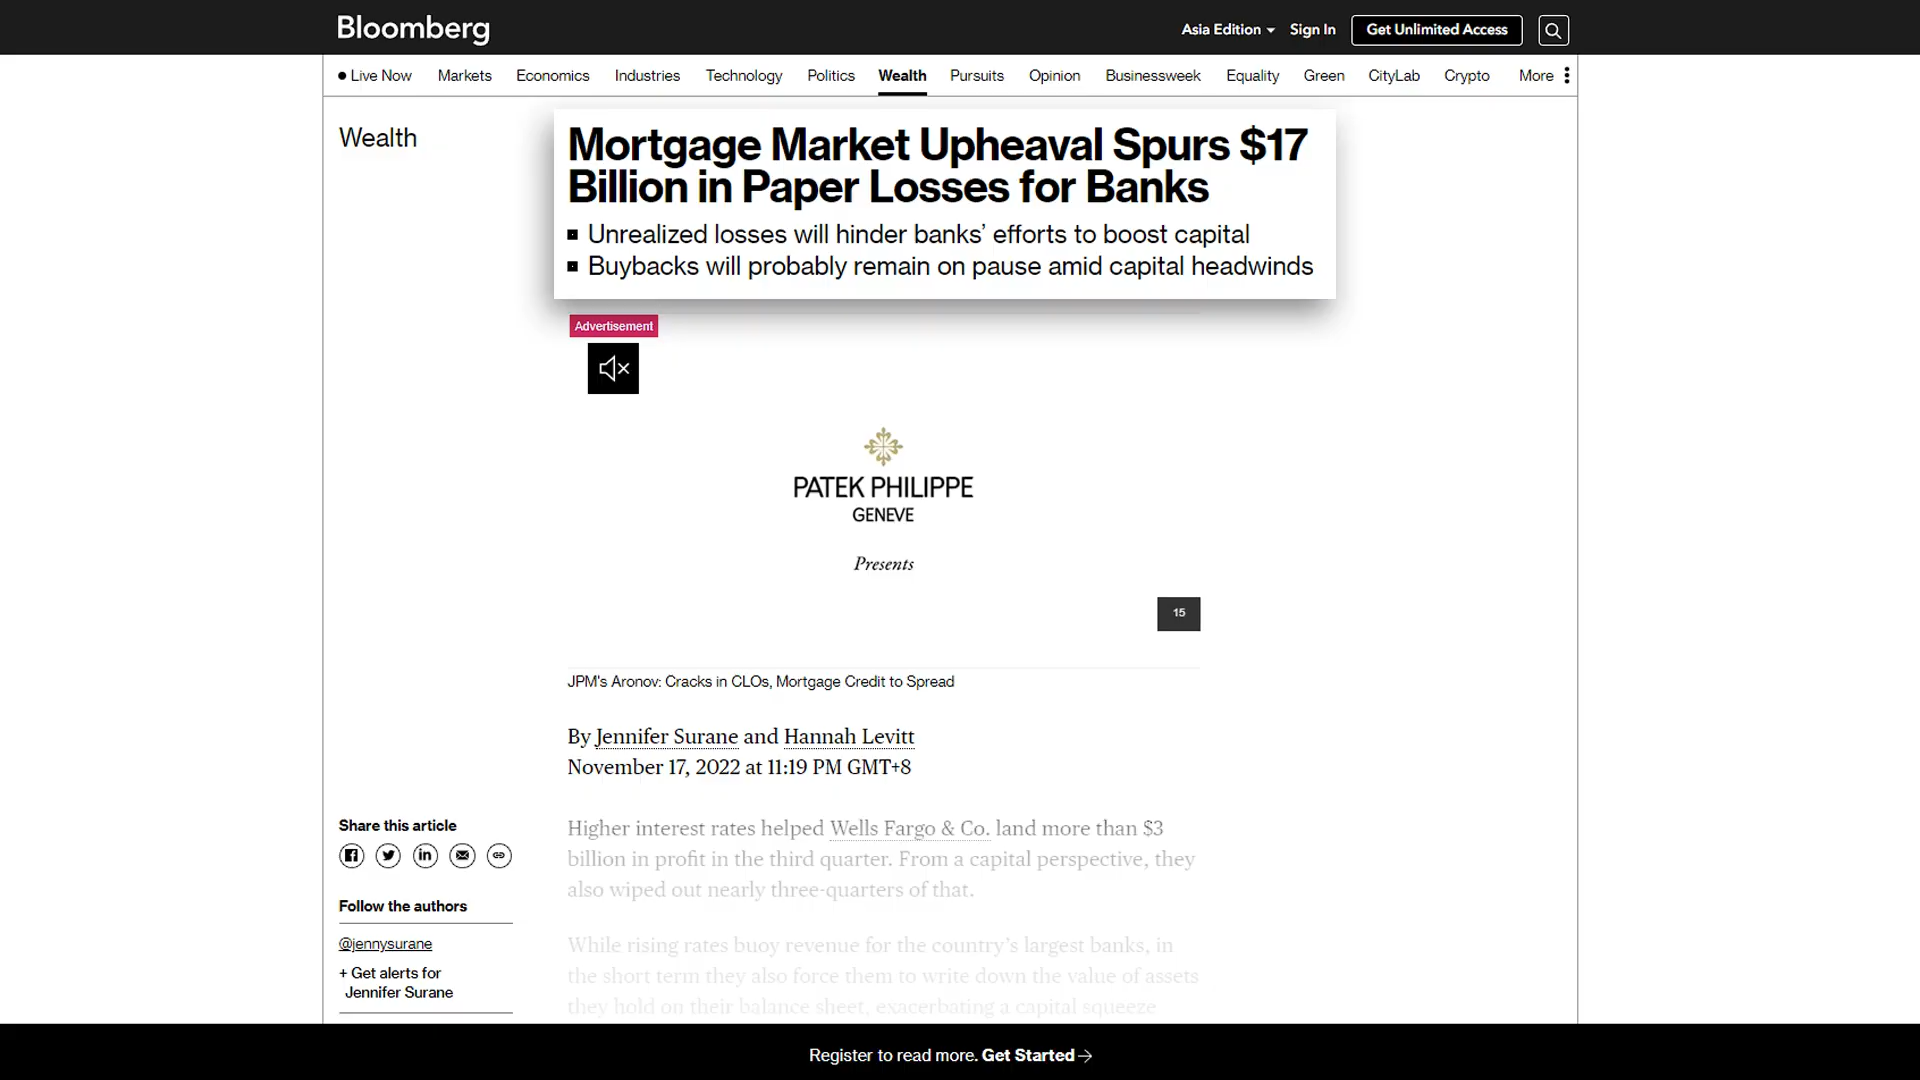 Bloomberg
Asia Edition
Sign In
Get Unlimited Access
Live Now
Markets
Economics
Industries
Technology
Politics
Wealth
Pursuits
Opinion
Businessweek
Equality
Green
CityLab
Crypto
More
Wealth
Mortgage Market Upheaval Spurs $17
Billion in Paper Losses for Banks
Unrealized losses will hinder banks’ efforts to boost capital
Buybacks will probably remain on pause amid capital headwinds
Advertisement
PATEK PHILIPPE
GENEVE
Presents
15
JPM's Aronov: Cracks in CLOs, Mortgage Credit to Spread
By Jennifer Surane and Hannah Levitt
November 17, 2022 at 11:19 PM GMT+8
Share this article
Follow the authors
@jennysurane
+ Get alerts for
Jennifer Surane
Higher interest rates helped Wells Fargo & Co. land more than $3
billion in profit in the third quarter. From a capital perspective, they
also wiped out nearly three-quarters of that.
While rising rates buoy revenue for the country’s largest banks, in
the short term they also force them to write down the value of assets
they hold on their balance sheet, exacerbating a capital squeeze
Register to read more. Get Started